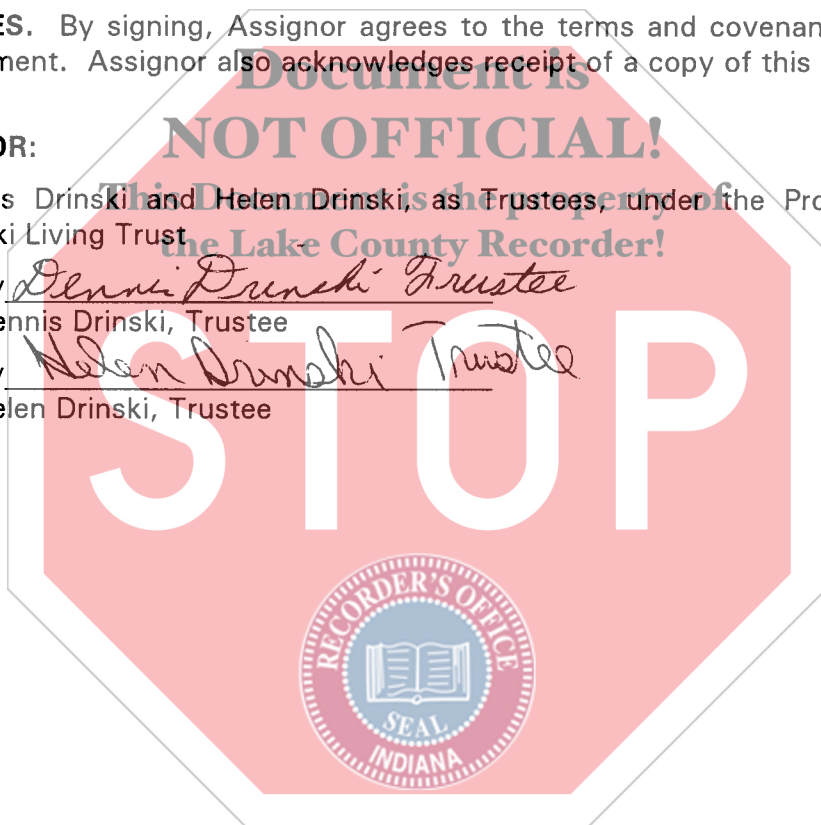 ES. By signing, Assignor agrees to the terms and covenan
ment. Assignor also acknowledges receipt of a copy of this
Document is
NOT OFFICIAL!
OR:
This Document is the property of
s Drinski and Helen Drinski, as Trustees, under the Pro
ki Living Trust
the Lake County Recorder!
y Dennis Drinski Trustee
ennis Drinski, Trustee
y Helen Drinski Trustee
elen Drinski, Trustee
STOP
RECORDER'S OFFICE
SEAL
INDIANA